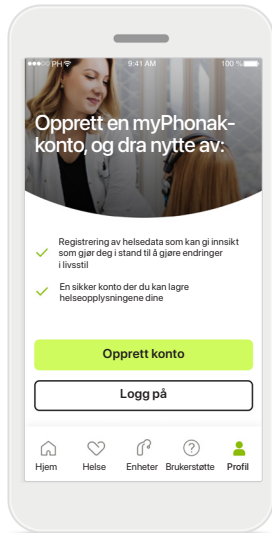 PH 9:41 AM 100 %
Opprett en myPhonak-
konto, og dra nytte av:
Registrering av helsedata som kan gi innsikt
som gjør deg i stand til å gjøre endringer
i livsstil
En sikker konto der du kan lagre
helseopplysningene dine
Opprett konto
Logg på
Hjem Helse Enheter Brukerstøtte Profil